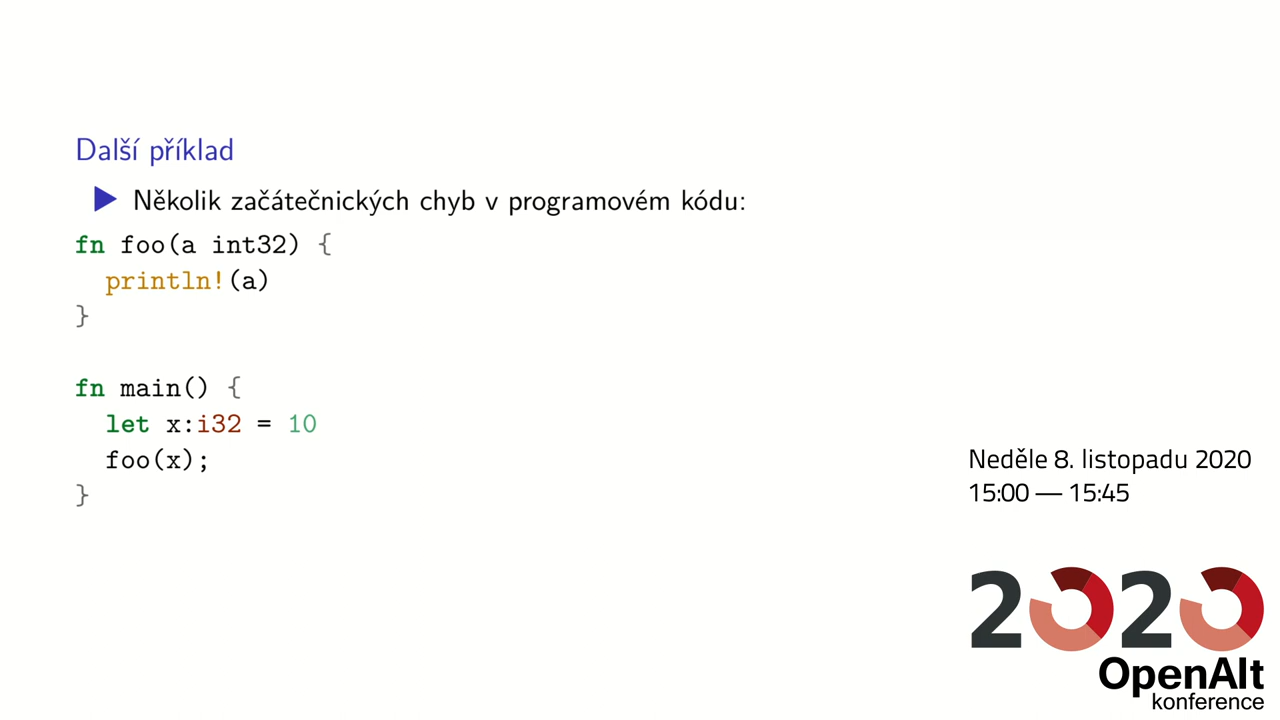 Další příklad
Několik začátečnických chyb v programovém kódu:
fn foo(a int32) {
  println!(a)
}
fn main() {
  let x:i32 = 10
  foo(x);
}
Neděle 8. listopadu 2020
15:00 — 15:45
2020
OpenAlt
konference